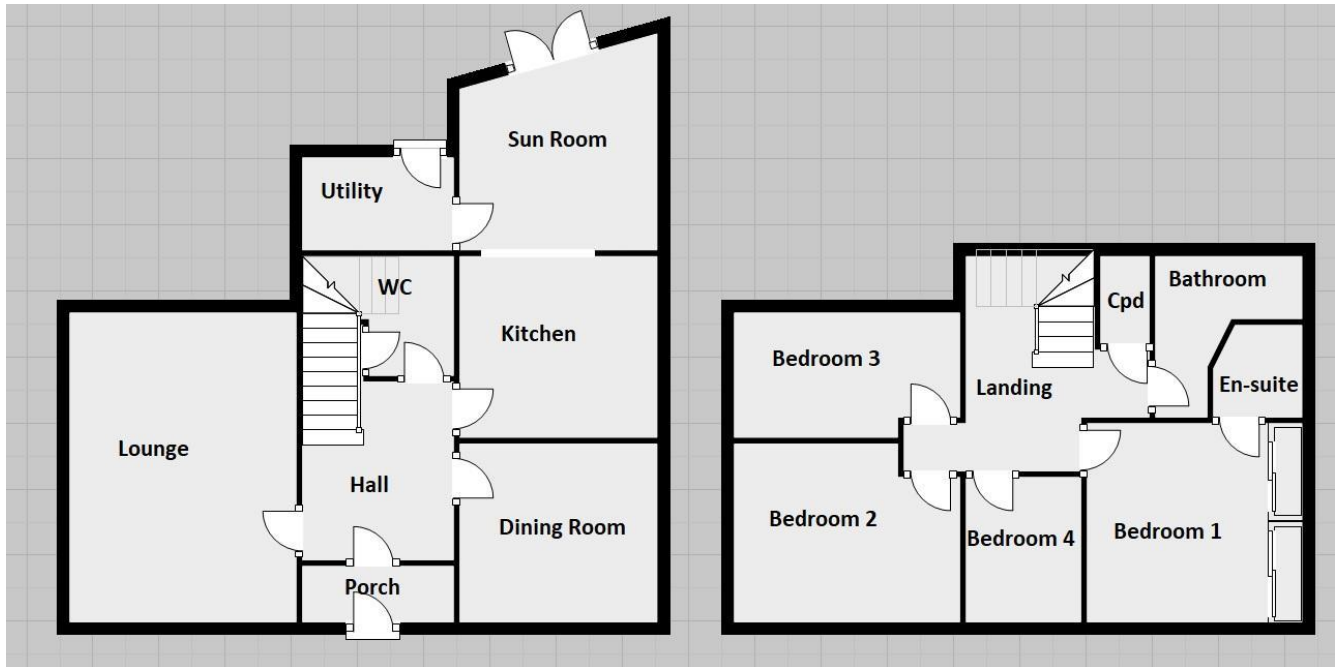 Sun Room
Utility
WC
Kitchen
Lounge
Hall
Dining Room
Porch
Bathroom
Cpd
Bedroom 3
Landing
En-suite
Bedroom 2
Bedroom 4
Bedroom 1